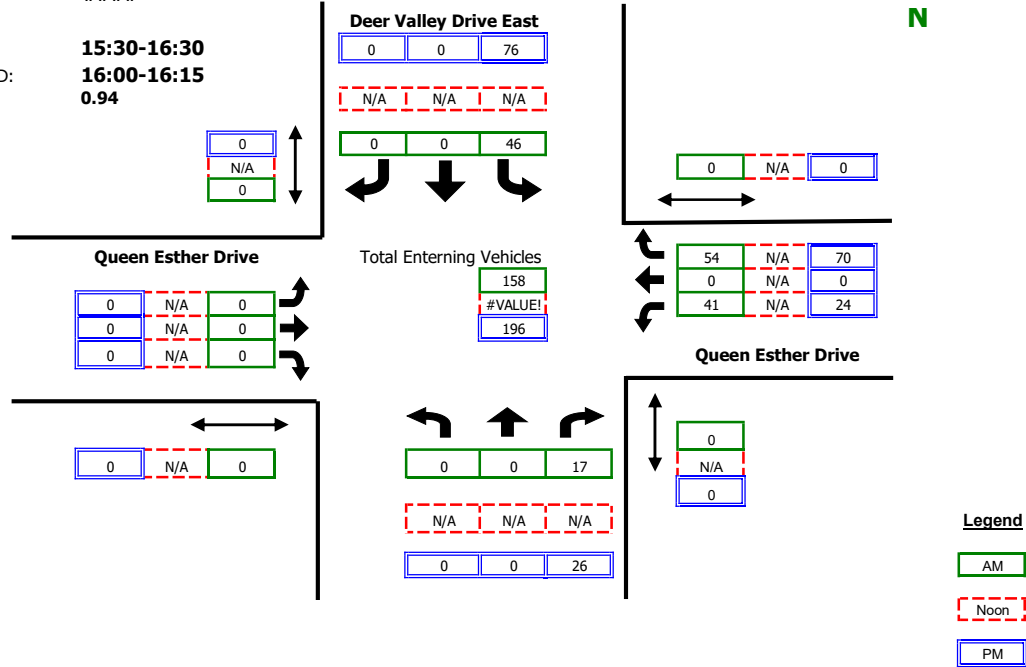 Deer Valley Drive East
N
15:30-16:30
0 0 76
D: 16:00-16:15
0.94
N/A N/A N/A
0
0 0 46
N/A
0 N/A 0
0
Queen Esther Drive
Total Enterning Vehicles
54 N/A 70
158
0 N/A 0
0 N/A 0
#VALUE!
41 N/A 24
0 N/A 0
196
0 N/A 0
Queen Esther Drive
0
0 N/A 0
0 0 17
N/A
0
N/A N/A N/A
Legend
0 0 26
AM
Noon
PM